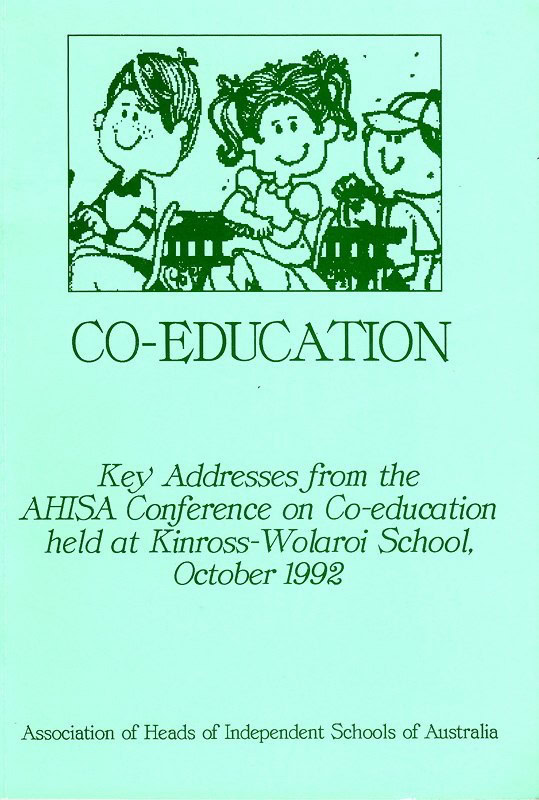 CO-EDUCATION
Key Addresses from the
AHISA Conference on Co-education
held at Kinross-Wolaroi School,
October 1992
Association of Heads of Independent Schools of Australia